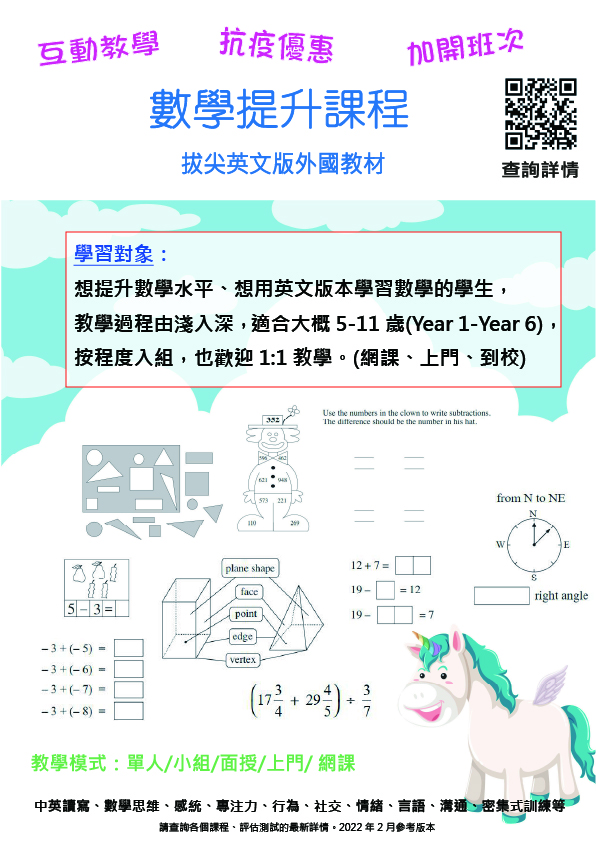 互動教學 抗疫優惠 加開班次
數學提升課程
拔尖英文版外國教材
查詢詳情
學習對象：
想提升數學水平、想用英文版本學習數學的學生，
教學過程由淺入深，適合大概 5-11 歲(Year 1-Year 6)，
按程度入組，也歡迎 1:1 教學。(網課、上門、到校)
Use the numbers in the clown to write subtractions.
The difference should be the number in his hat.
352
596 462
621 948
573 221
110 269
from N to NE
N
W E
S
right angle
5 - 3 =
plane shape
face
point
edge
vertex
12 + 7 =
19 – = 12
19 – = 7
– 3 + (– 5) =
– 3 + (– 6) =
– 3 + (– 7) =
– 3 + (– 8) =
(17 3/4 + 29 4/5) ÷ 3/7
教學模式：單人/小組/面授/上門/ 網課
中英讀寫、數學思维、感統、專注力、行為、社交、情緒、言語、溝通、密集式訓練等
請查詢各個課程、評估測試的最新詳情。2022 年 2 月參考版本